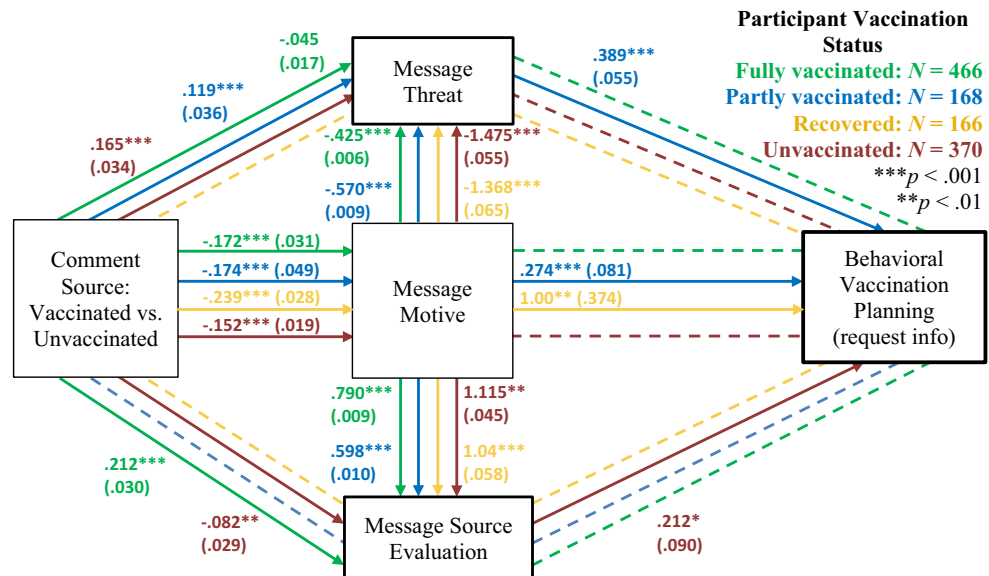 Participant Vaccination
Status
Fully vaccinated: N = 466
Partly vaccinated: N = 168
Recovered: N = 166
Unvaccinated: N = 370
***p < .001
**p < .01
-.045
(.017)
.119***
(.036)
.165***
(.034)
Message
Threat
.389***
(.055)
-.425***
(.006)
-1.475***
(.055)
-.570***
(.009)
-1.368***
(.065)
Comment
Source:
Vaccinated vs.
Unvaccinated
-.172*** (.031)
-.174*** (.049)
-.239*** (.028)
-.152*** (.019)
Message
Motive
.274*** (.081)
1.00** (.374)
Behavioral
Vaccination
Planning
(request info)
.790***
(.009)
1.115**
(.045)
.598***
(.010)
1.04***
(.058)
.212***
(.030)
-.082**
(.029)
Message Source
Evaluation
.212*
(.090)